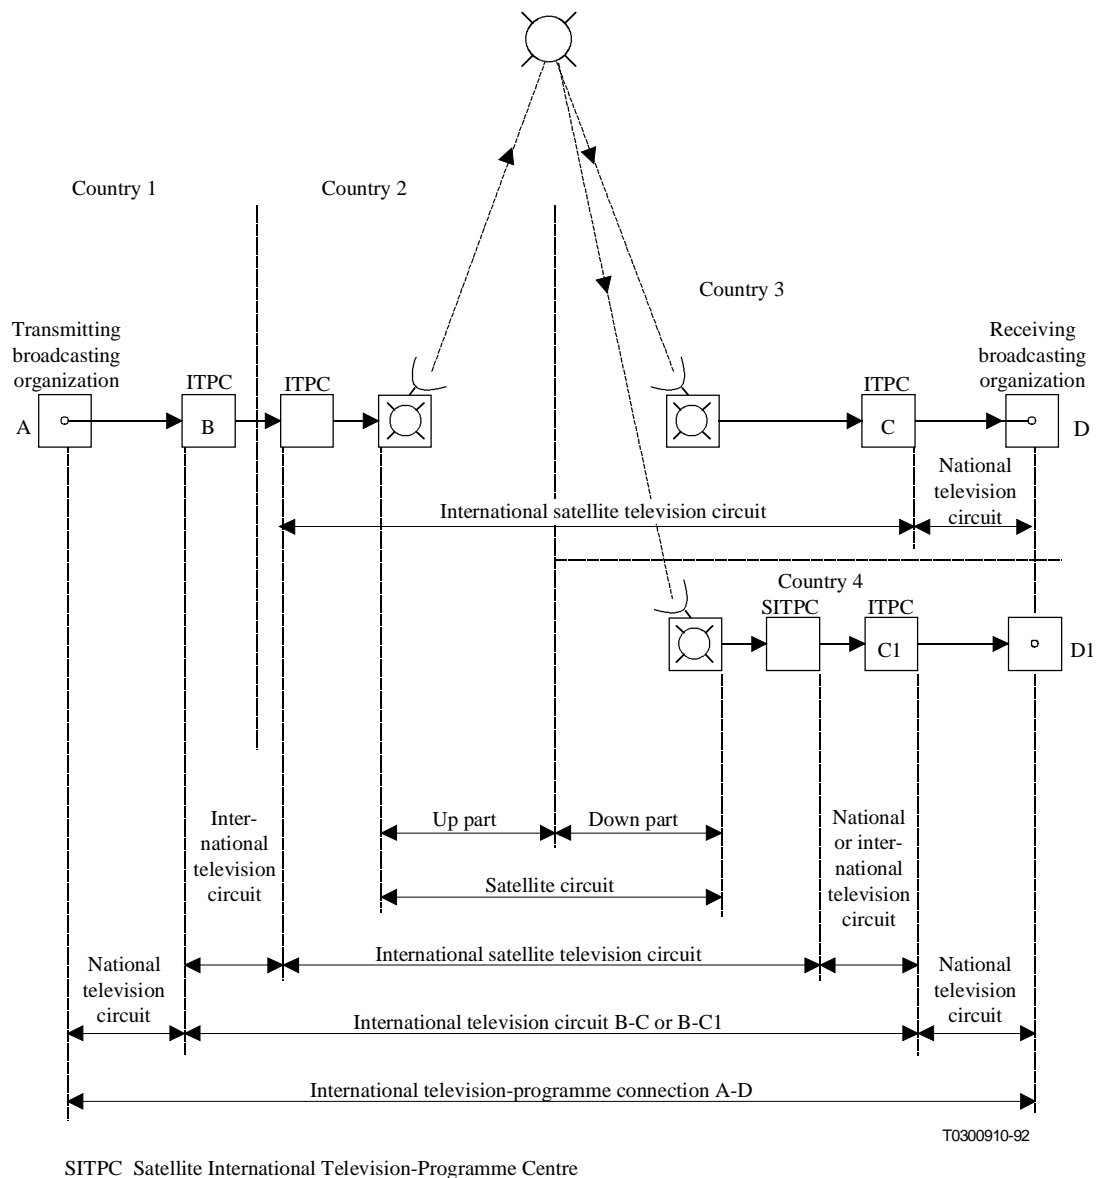 Country 1
Country 2
Country 3
Transmitting
broadcasting
organization
Receiving
broadcasting
organization
ITPC
ITPC
ITPC
A
B
C
D
National
television
circuit
International satellite television circuit
Country 4
SITPC
ITPC
C1
D1
Inter-
national
television
circuit
Up part
Down part
National
or inter-
national
television
circuit
Satellite circuit
International satellite television circuit
National
television
circuit
National
television
circuit
International television circuit B-C or B-C1
International television-programme connection A-D
T0300910-92
SITPC Satellite International Television-Programme Centre